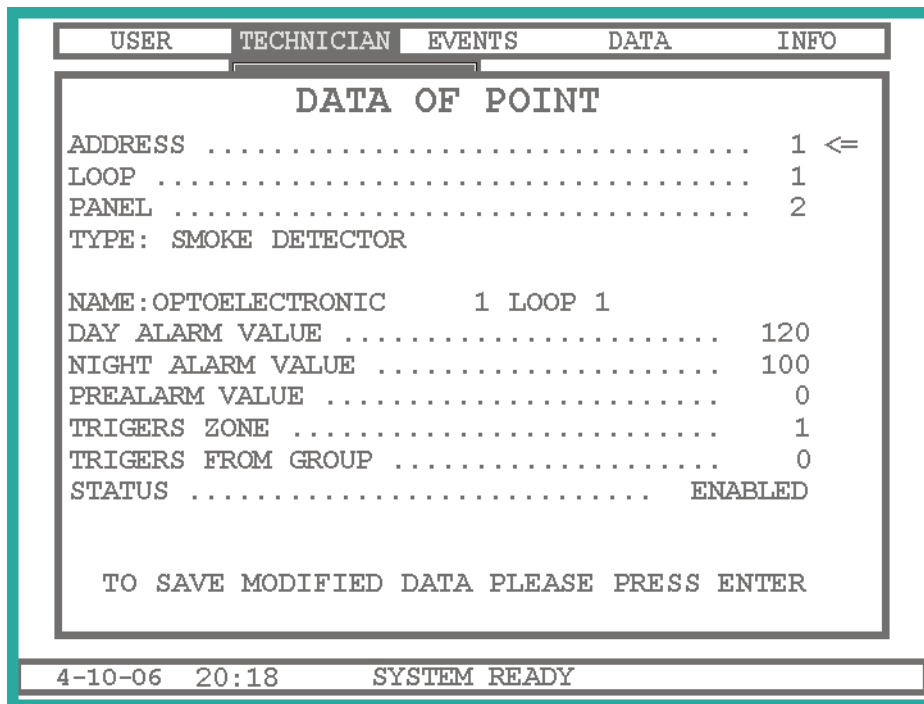 USER TECHNICIAN EVENTS DATA INFO
DATA OF POINT
ADDRESS ................................. 1 <=
LOOP .................................... 1
PANEL ................................... 2
TYPE: SMOKE DETECTOR
NAME:OPTOELECTRONIC 1 LOOP 1
DAY ALARM VALUE ....................... 120
NIGHT ALARM VALUE ..................... 100
PREALARM VALUE ........................ 0
TRIGERS ZONE .......................... 1
TRIGERS FROM GROUP .................... 0
STATUS ............................ ENABLED
TO SAVE MODIFIED DATA PLEASE PRESS ENTER
4-10-06 20:18 SYSTEM READY